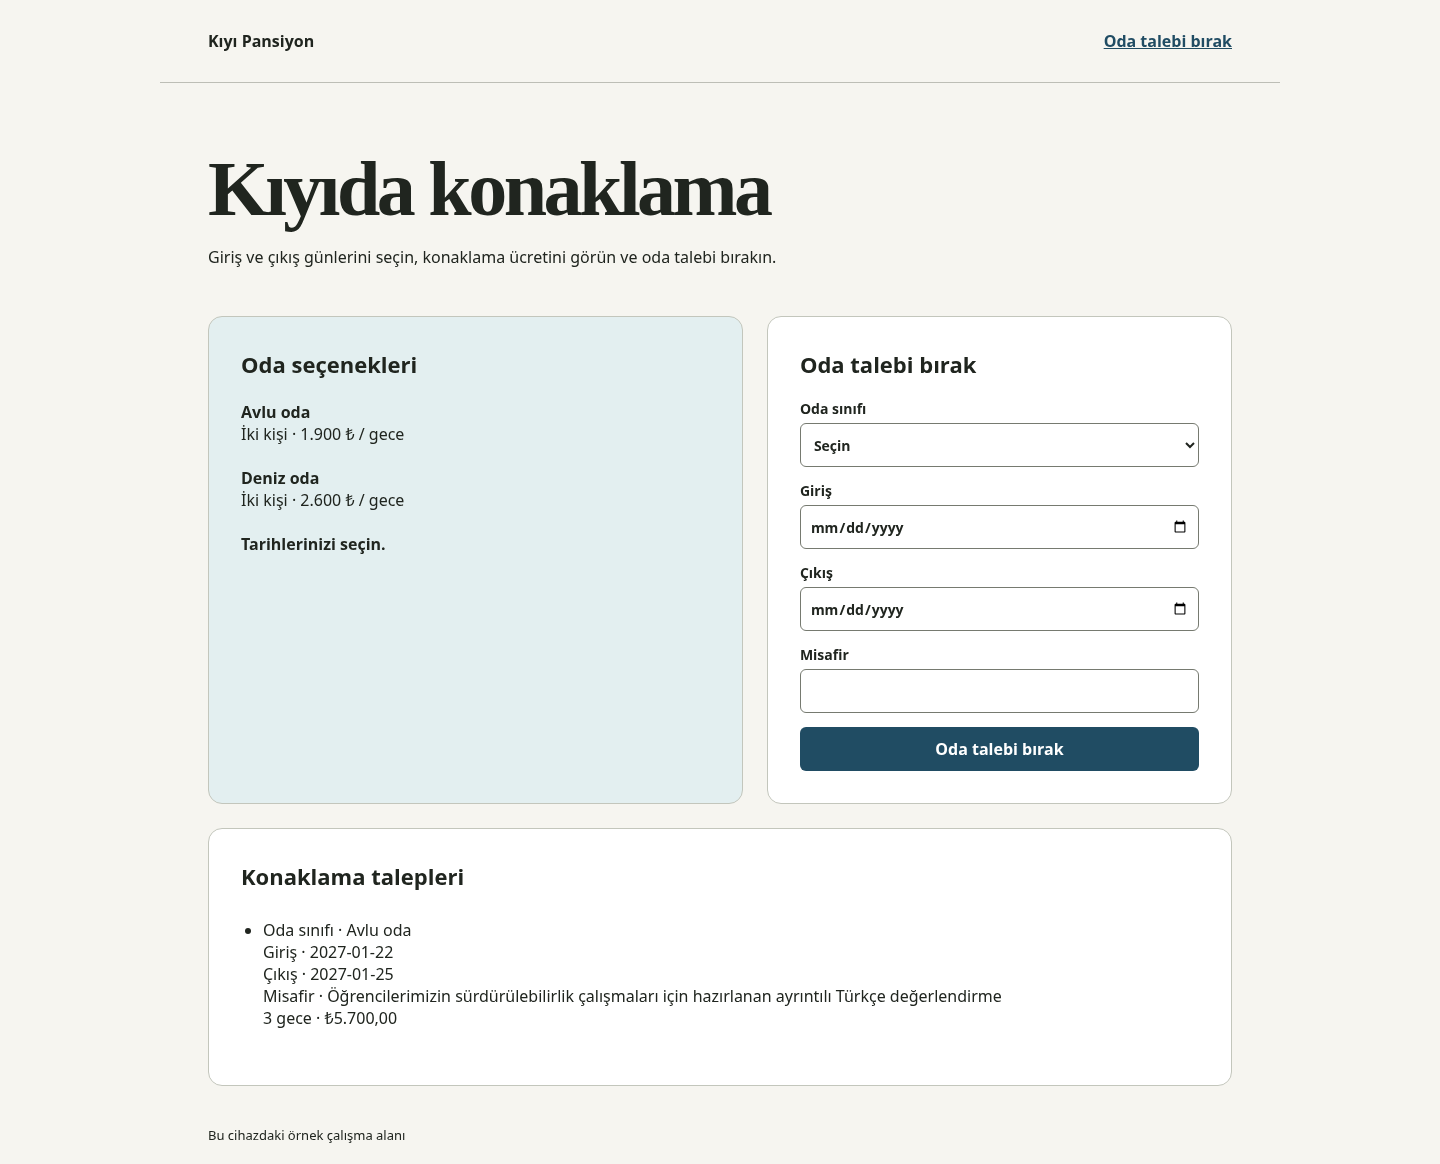 Kıyı Pansiyon
Oda talebi bırak
Kıyıda konaklama
Giriş ve çıkış günlerini seçin, konaklama ücretini görün ve oda talebi bırakın.
Oda seçenekleri
Avlu oda
İki kişi · 1.900 ₺ / gece
Deniz oda
İki kişi · 2.600 ₺ / gece
Tarihlerinizi seçin.
Oda talebi bırak
Oda sınıfı
Seçin
Giriş
mm/dd/yyyy
Çıkış
mm/dd/yyyy
Misafir
Oda talebi bırak
Konaklama talepleri
Oda sınıfı · Avlu oda
Giriş · 2027-01-22
Çıkış · 2027-01-25
Misafir · Öğrencilerimizin sürdürülebilirlik çalışmaları için hazırlanan ayrıntılı Türkçe değerlendirme
3 gece · ₺5.700,00
Bu cihazdaki örnek çalışma alanı